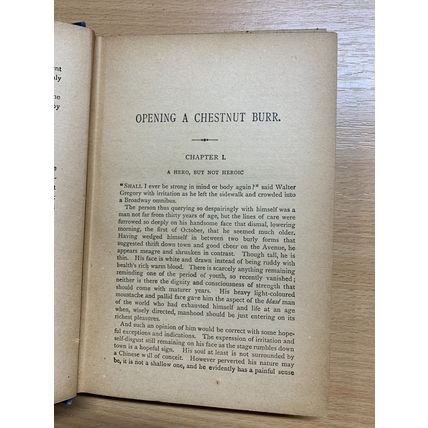 nt
ly
ne
by
OPENING A CHESTNUT BURR.
CHAPTER I.
A HERO, BUT NOT HEROIC
"SHALL I ever be strong in mind or body again?" said Walter
Gregory with irritation as he left the sidewalk and crowded into
a Broadway omnibus.
The person thus querying so despairingly with himself was a
man not far from thirty years of age, but the lines of care were
furrowed so deeply on his handsome face that dismal, lowering
morning, the first of October, that he seemed much older.
Having wedged himself in between two burly forms that
suggested thrift down town and good cheer on the Avenue, he
appears meagre and shrunken in contrast. Though tall, he is
thin. His face is white and drawn instead of being ruddy with
health's rich warm blood. There is scarcely anything remaining
reminding one of the period of youth, so recently vanished;
neither is there the dignity and consciousness of strength that
should come with maturer years. His heavy light-coloured
moustache and pallid face gave him the aspect of the blasé man
of the world who had exhausted himself and life at an age
when, wisely directed, manhood should be just entering on its
richest pleasures.
And such an opinion of him would be correct with some hope-
ful exceptions and indications. The expression of irritation and
self-disgust still remaining on his face as the stage rumbles down
town is a hopeful sign. His soul at least is not surrounded by
a Chinese wall of conceit. However perverted his nature may
be, it is not a shallow one, and he evidently has a painful sense